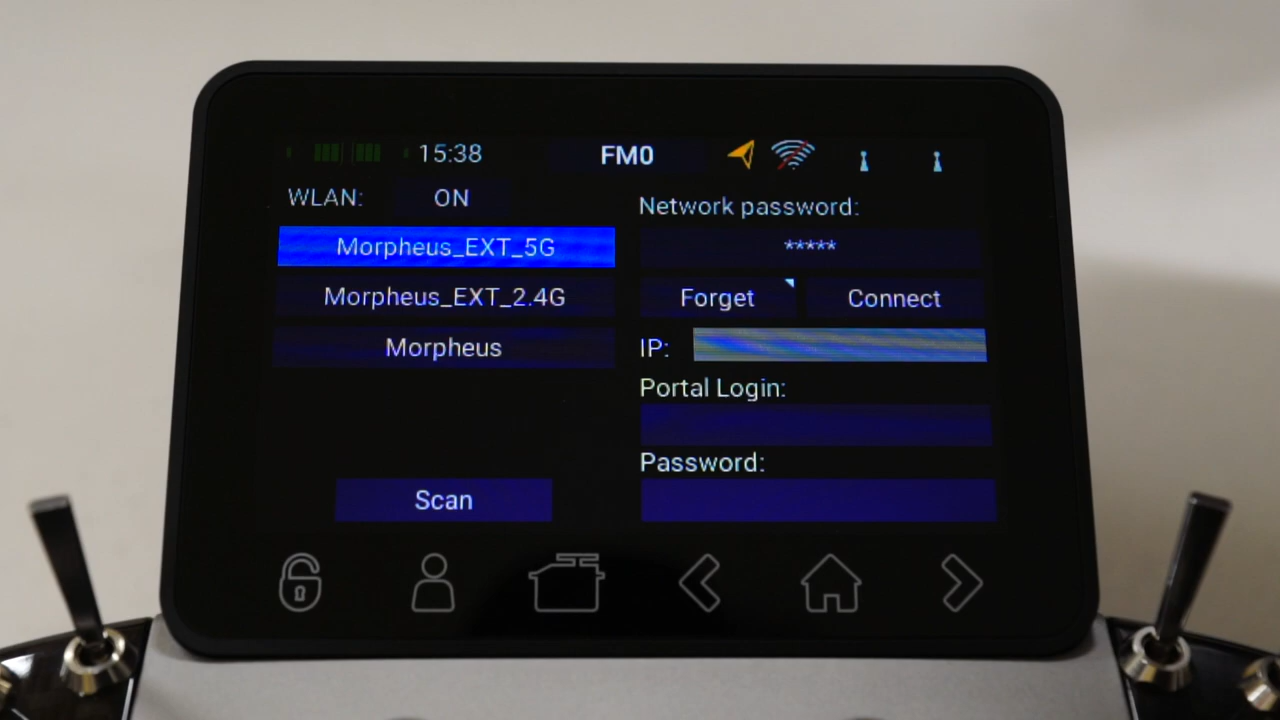 15:38 FM0
WLAN: ON
Morpheus_EXT_5G
Morpheus_EXT_2.4G
Morpheus
Scan
Network password:
*****
Forget Connect
IP:
Portal Login:
Password: